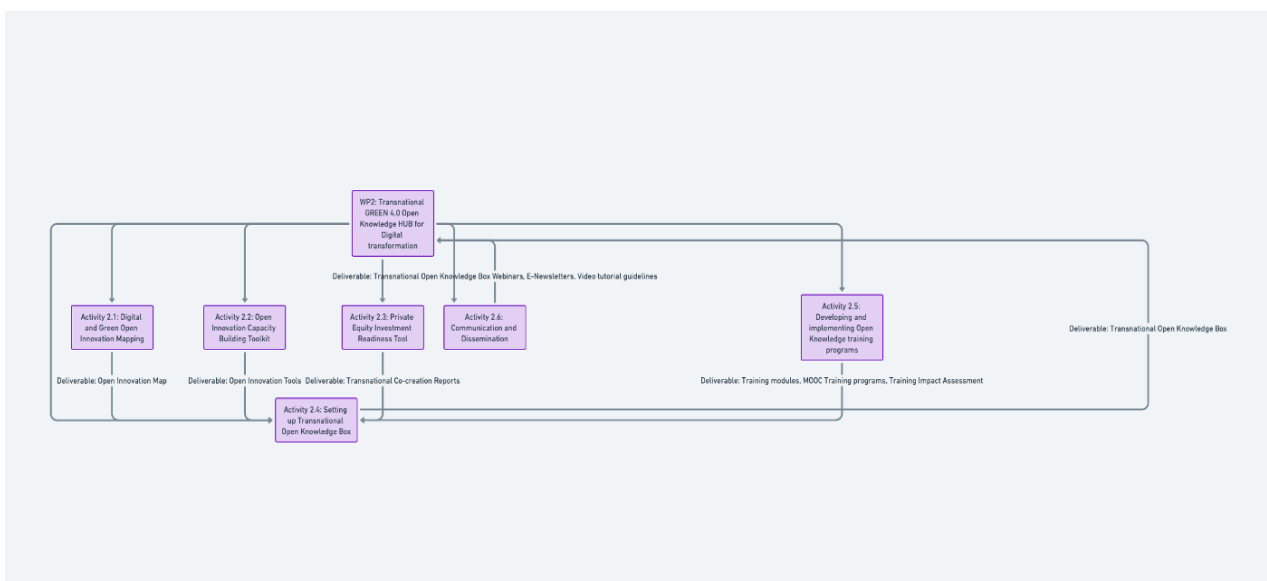 WP2: Transnational
GREEN 4.0 Open
Knowledge HUB for
Digital
transformation
Deliverable: Transnational Open Knowledge Box Webinars, E-Newsletters, Video tutorial guidelines
Activity 2.1: Digital
and Green Open
Innovation Mapping
Activity 2.2: Open
Innovation Capacity
Building Toolkit
Activity 2.3: Private
Equity Investment
Readiness Tool
Activity 2.6:
Communication and
Dissemination
Activity 2.5:
Developing and
implementing Open
Knowledge training
programs
Deliverable: Transnational Open Knowledge Box
Deliverable: Open Innovation Map
Deliverable: Open Innovation Tools
Deliverable: Transnational Co-creation Reports
Deliverable: Training modules, MOOC Training programs, Training Impact Assessment
Activity 2.4: Setting
up Transnational
Open Knowledge Box